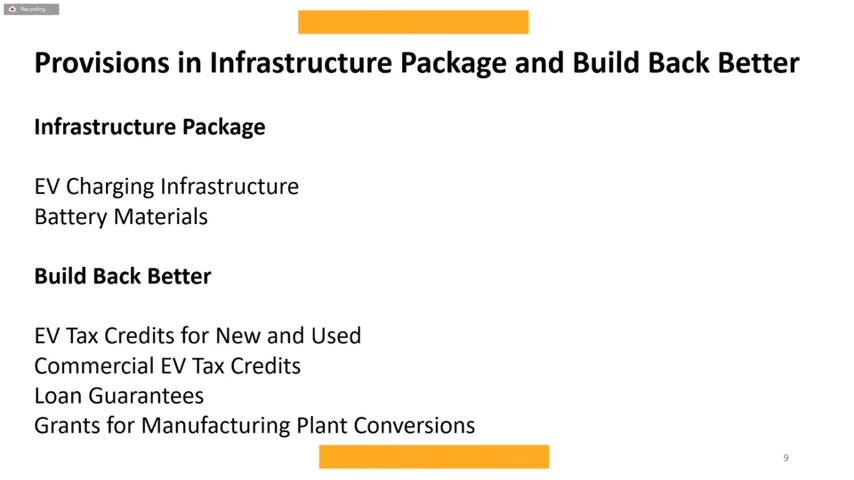 Recording...
Provisions in Infrastructure Package and Build Back Better
Infrastructure Package
EV Charging Infrastructure
Battery Materials
Build Back Better
EV Tax Credits for New and Used
Commercial EV Tax Credits
Loan Guarantees
Grants for Manufacturing Plant Conversions
9